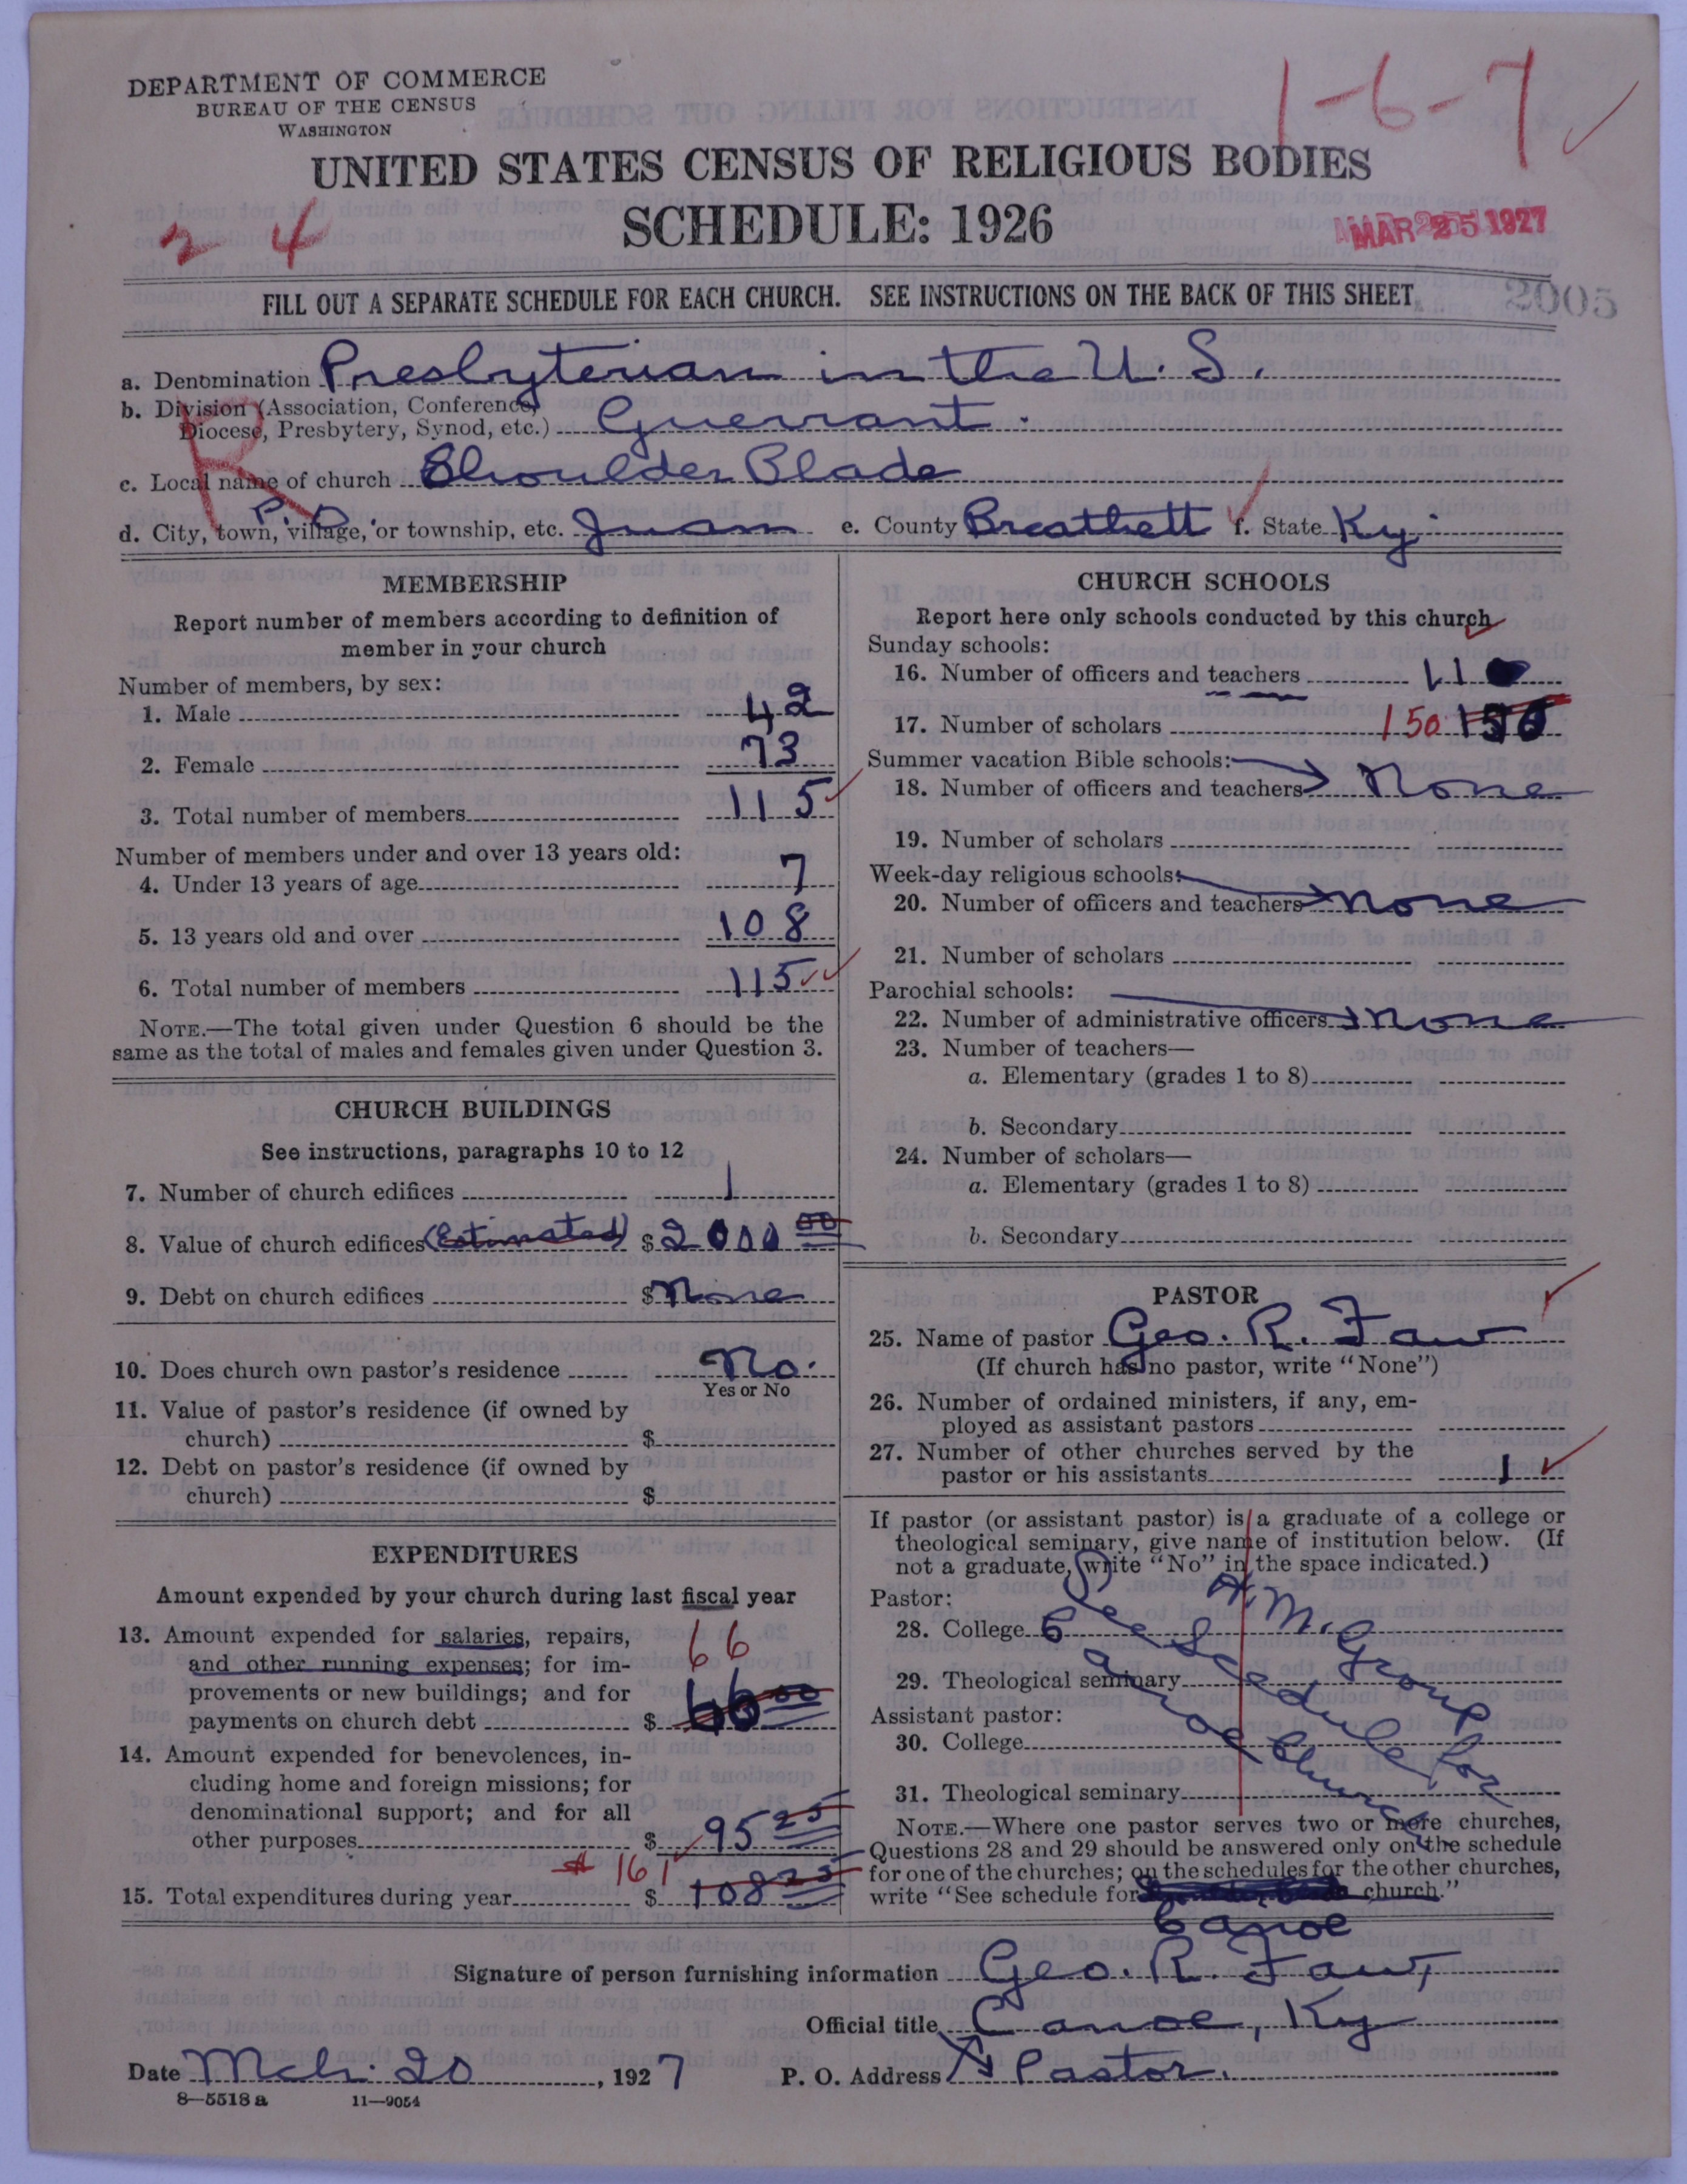 DEPARTMENT OF COMMERCE
BUREAU OF THE CENSUS
WASHINGTON
1-6-7
UNITED STATES CENSUS OF RELIGIOUS BODIES
SCHEDULE: 1926
2 4
MAR 25 1927
FILL OUT A SEPARATE SCHEDULE FOR EACH CHURCH. SEE INSTRUCTIONS ON THE BACK OF THIS SHEET
2005
a. Denomination Presbyterian in the U. S.
b. Division (Association, Conference,
Diocese, Presbytery, Synod, etc.) Guerrant.
c. Local name of church Shoulder Blade
d. City, town, village, or township, etc. P.O. Juam e. County Breathett f. State Ky.
MEMBERSHIP
Report number of members according to definition of
member in your church
Number of members, by sex:
1. Male 42
2. Female 73
3. Total number of members 115
Number of members under and over 13 years old:
4. Under 13 years of age 7
5. 13 years old and over 108
6. Total number of members 115
NOTE.—The total given under Question 6 should be the
same as the total of males and females given under Question 3.
CHURCH BUILDINGS
See instructions, paragraphs 10 to 12
7. Number of church edifices 1
8. Value of church edifices (Estimated) $ 2000 00
9. Debt on church edifices $ None
10. Does church own pastor's residence No.
Yes or No
11. Value of pastor's residence (if owned by
church) $
12. Debt on pastor's residence (if owned by
church) $
EXPENDITURES
Amount expended by your church during last fiscal year
13. Amount expended for salaries, repairs,
and other running expenses; for im-
provements or new buildings; and for
payments on church debt $ 66 00
66
14. Amount expended for benevolences, in-
cluding home and foreign missions; for
denominational support; and for all
other purposes $ 95 25
$ 161
15. Total expenditures during year $ 108 25
CHURCH SCHOOLS
Report here only schools conducted by this church
Sunday schools:
16. Number of officers and teachers 11
17. Number of scholars 150 150
Summer vacation Bible schools:
18. Number of officers and teachers None
19. Number of scholars
Week-day religious schools:
20. Number of officers and teachers None
21. Number of scholars
Parochial schools:
22. Number of administrative officers None
23. Number of teachers—
a. Elementary (grades 1 to 8)
b. Secondary
24. Number of scholars—
a. Elementary (grades 1 to 8)
b. Secondary
PASTOR
25. Name of pastor Geo. R. Faw
(If church has no pastor, write "None")
26. Number of ordained ministers, if any, em-
ployed as assistant pastors
27. Number of other churches served by the
pastor or his assistants 1
If pastor (or assistant pastor) is a graduate of a college or
theological seminary, give name of institution below. (If
not a graduate, write "No" in the space indicated.)
Pastor:
28. College
29. Theological seminary
Assistant pastor:
30. College
31. Theological seminary
See Schedule for
Canoe Church
H. M. Group
NOTE.—Where one pastor serves two or more churches,
Questions 28 and 29 should be answered only on the schedule
for one of the churches; on the schedules for the other churches,
write "See schedule for church."
Canoe
Signature of person furnishing information Geo. R. Faw,
Official title Canoe, Ky
Date Mch. 20, 1927 P. O. Address Pastor.
8—5518 a 11—9054